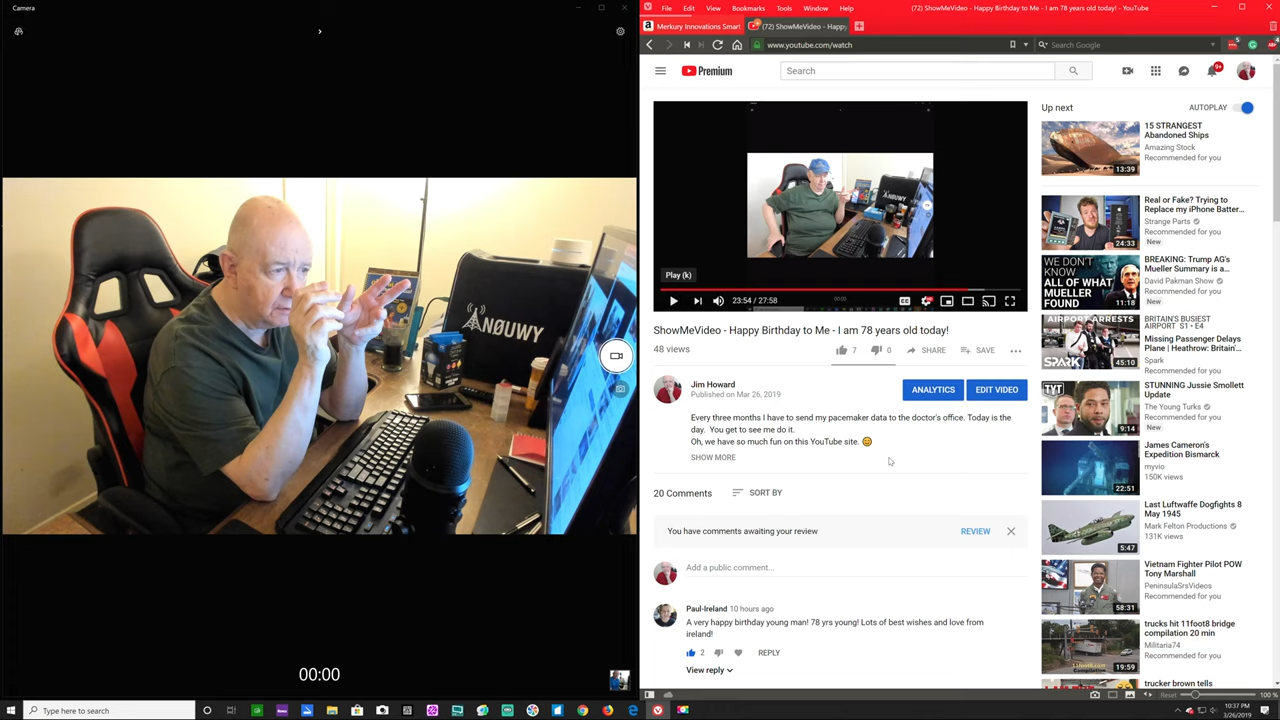 Camera
00:00
ANØUWY
File Edit View Bookmarks Tools Window Help
(72) ShowMeVideo - Happy Birthday to Me - I am 78 years old today! - YouTube
Merkury Innovations Smart
(72) ShowMeVideo - Happy
www.youtube.com/watch
Search Google
Premium
Search
9+
Play (k)
23:54 / 27:58
00:00
ShowMeVideo - Happy Birthday to Me - I am 78 years old today!
48 views
7
0
SHARE
SAVE
Jim Howard
Published on Mar 26, 2019
ANALYTICS
EDIT VIDEO
Every three months I have to send my pacemaker data to the doctor's office. Today is the
day. You get to see me do it.
Oh, we have so much fun on this YouTube site.
SHOW MORE
20 Comments
SORT BY
You have comments awaiting your review
REVIEW
Add a public comment...
Paul-Ireland 10 hours ago
A very happy birthday young man! 78 yrs young! Lots of best wishes and love from
ireland!
2
REPLY
View reply
Up next
AUTOPLAY
13:39
15 STRANGEST
Abandoned Ships
Amazing Stock
Recommended for you
24:33
Real or Fake? Trying to
Replace my iPhone Batter...
Strange Parts
Recommended for you
New
WE DON'T
KNOW
ALL OF WHAT
MUELLER
FOUND
11:18
BREAKING: Trump AG's
Mueller Summary is a...
David Pakman Show
Recommended for you
New
AIRPORT ARRESTS
SPARK
45:10
BRITAIN'S BUSIEST
AIRPORT S1 • E4
Missing Passenger Delays
Plane | Heathrow: Britain'...
Spark
Recommended for you
TYT
9:14
STUNNING Jussie Smollett
Update
The Young Turks
Recommended for you
New
22:51
James Cameron's
Expedition Bismarck
myvio
150K views
5:47
Last Luftwaffe Dogfights 8
May 1945
Mark Felton Productions
131K views
58:31
Vietnam Fighter Pilot POW
Tony Marshall
PeninsulaSrsVideos
Recommended for you
11foot8.com
19:59
trucks hit 11foot8 bridge
compilation 20 min
Militaria74
Recommended for you
trucker brown tells
Reset
100 %
Type here to search
10:37 PM
3/26/2019